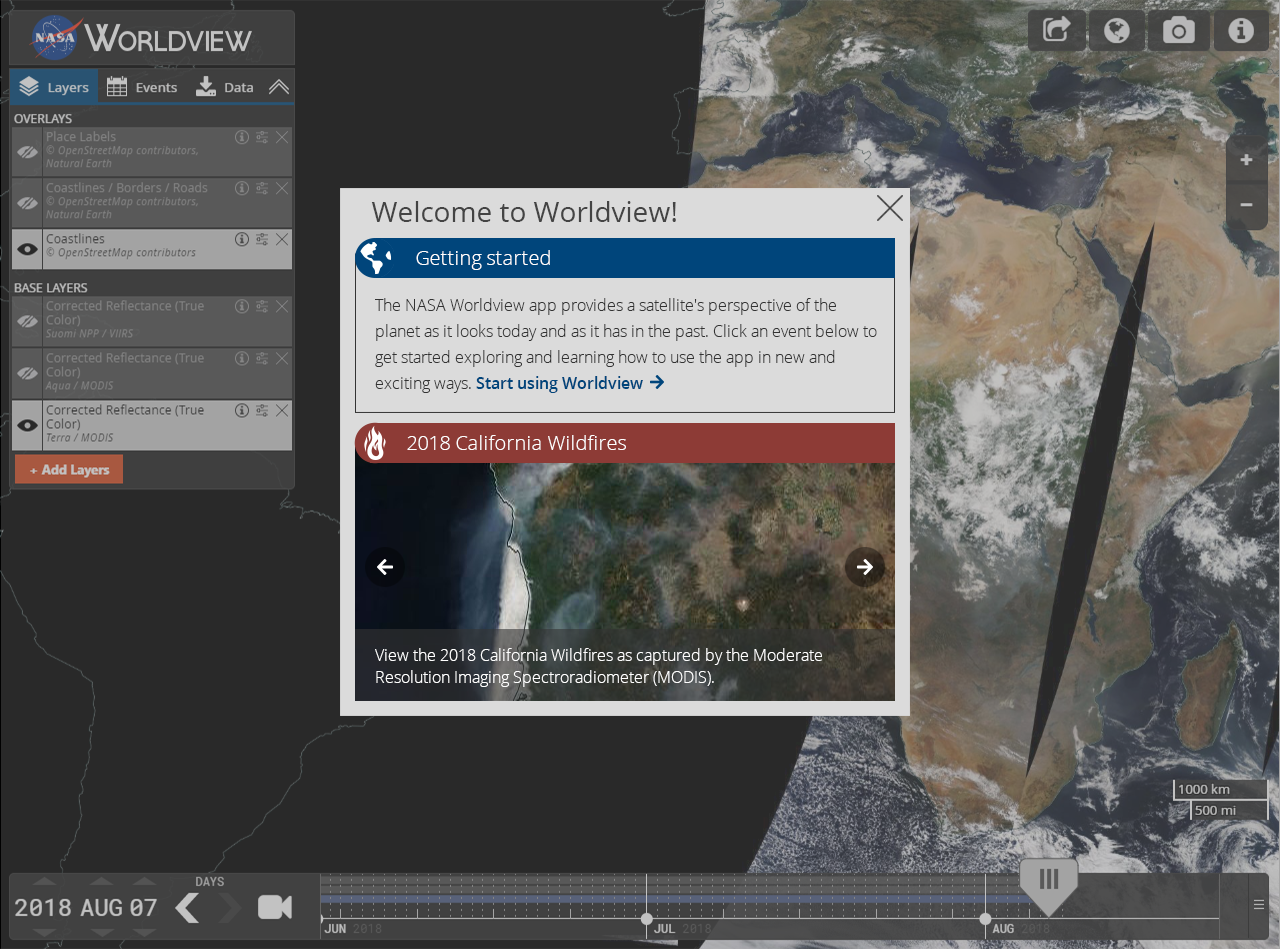 NASA WORLDVIEW
Layers Events Data
OVERLAYS
Place Labels
© OpenStreetMap contributors,
Natural Earth
Coastlines / Borders / Roads
© OpenStreetMap contributors,
Natural Earth
Coastlines
© OpenStreetMap contributors
BASE LAYERS
Corrected Reflectance (True
Color)
Suomi NPP / VIIRS
Corrected Reflectance (True
Color)
Aqua / MODIS
Corrected Reflectance (True
Color)
Terra / MODIS
+ Add Layers
Welcome to Worldview!
Getting started
The NASA Worldview app provides a satellite's perspective of the
planet as it looks today and as it has in the past. Click an event below to
get started exploring and learning how to use the app in new and
exciting ways. Start using Worldview
2018 California Wildfires
View the 2018 California Wildfires as captured by the Moderate
Resolution Imaging Spectroradiometer (MODIS).
+
−
1000 km
500 mi
DAYS
2018 AUG 07
JUN 2018 JUL 2018 AUG 2018